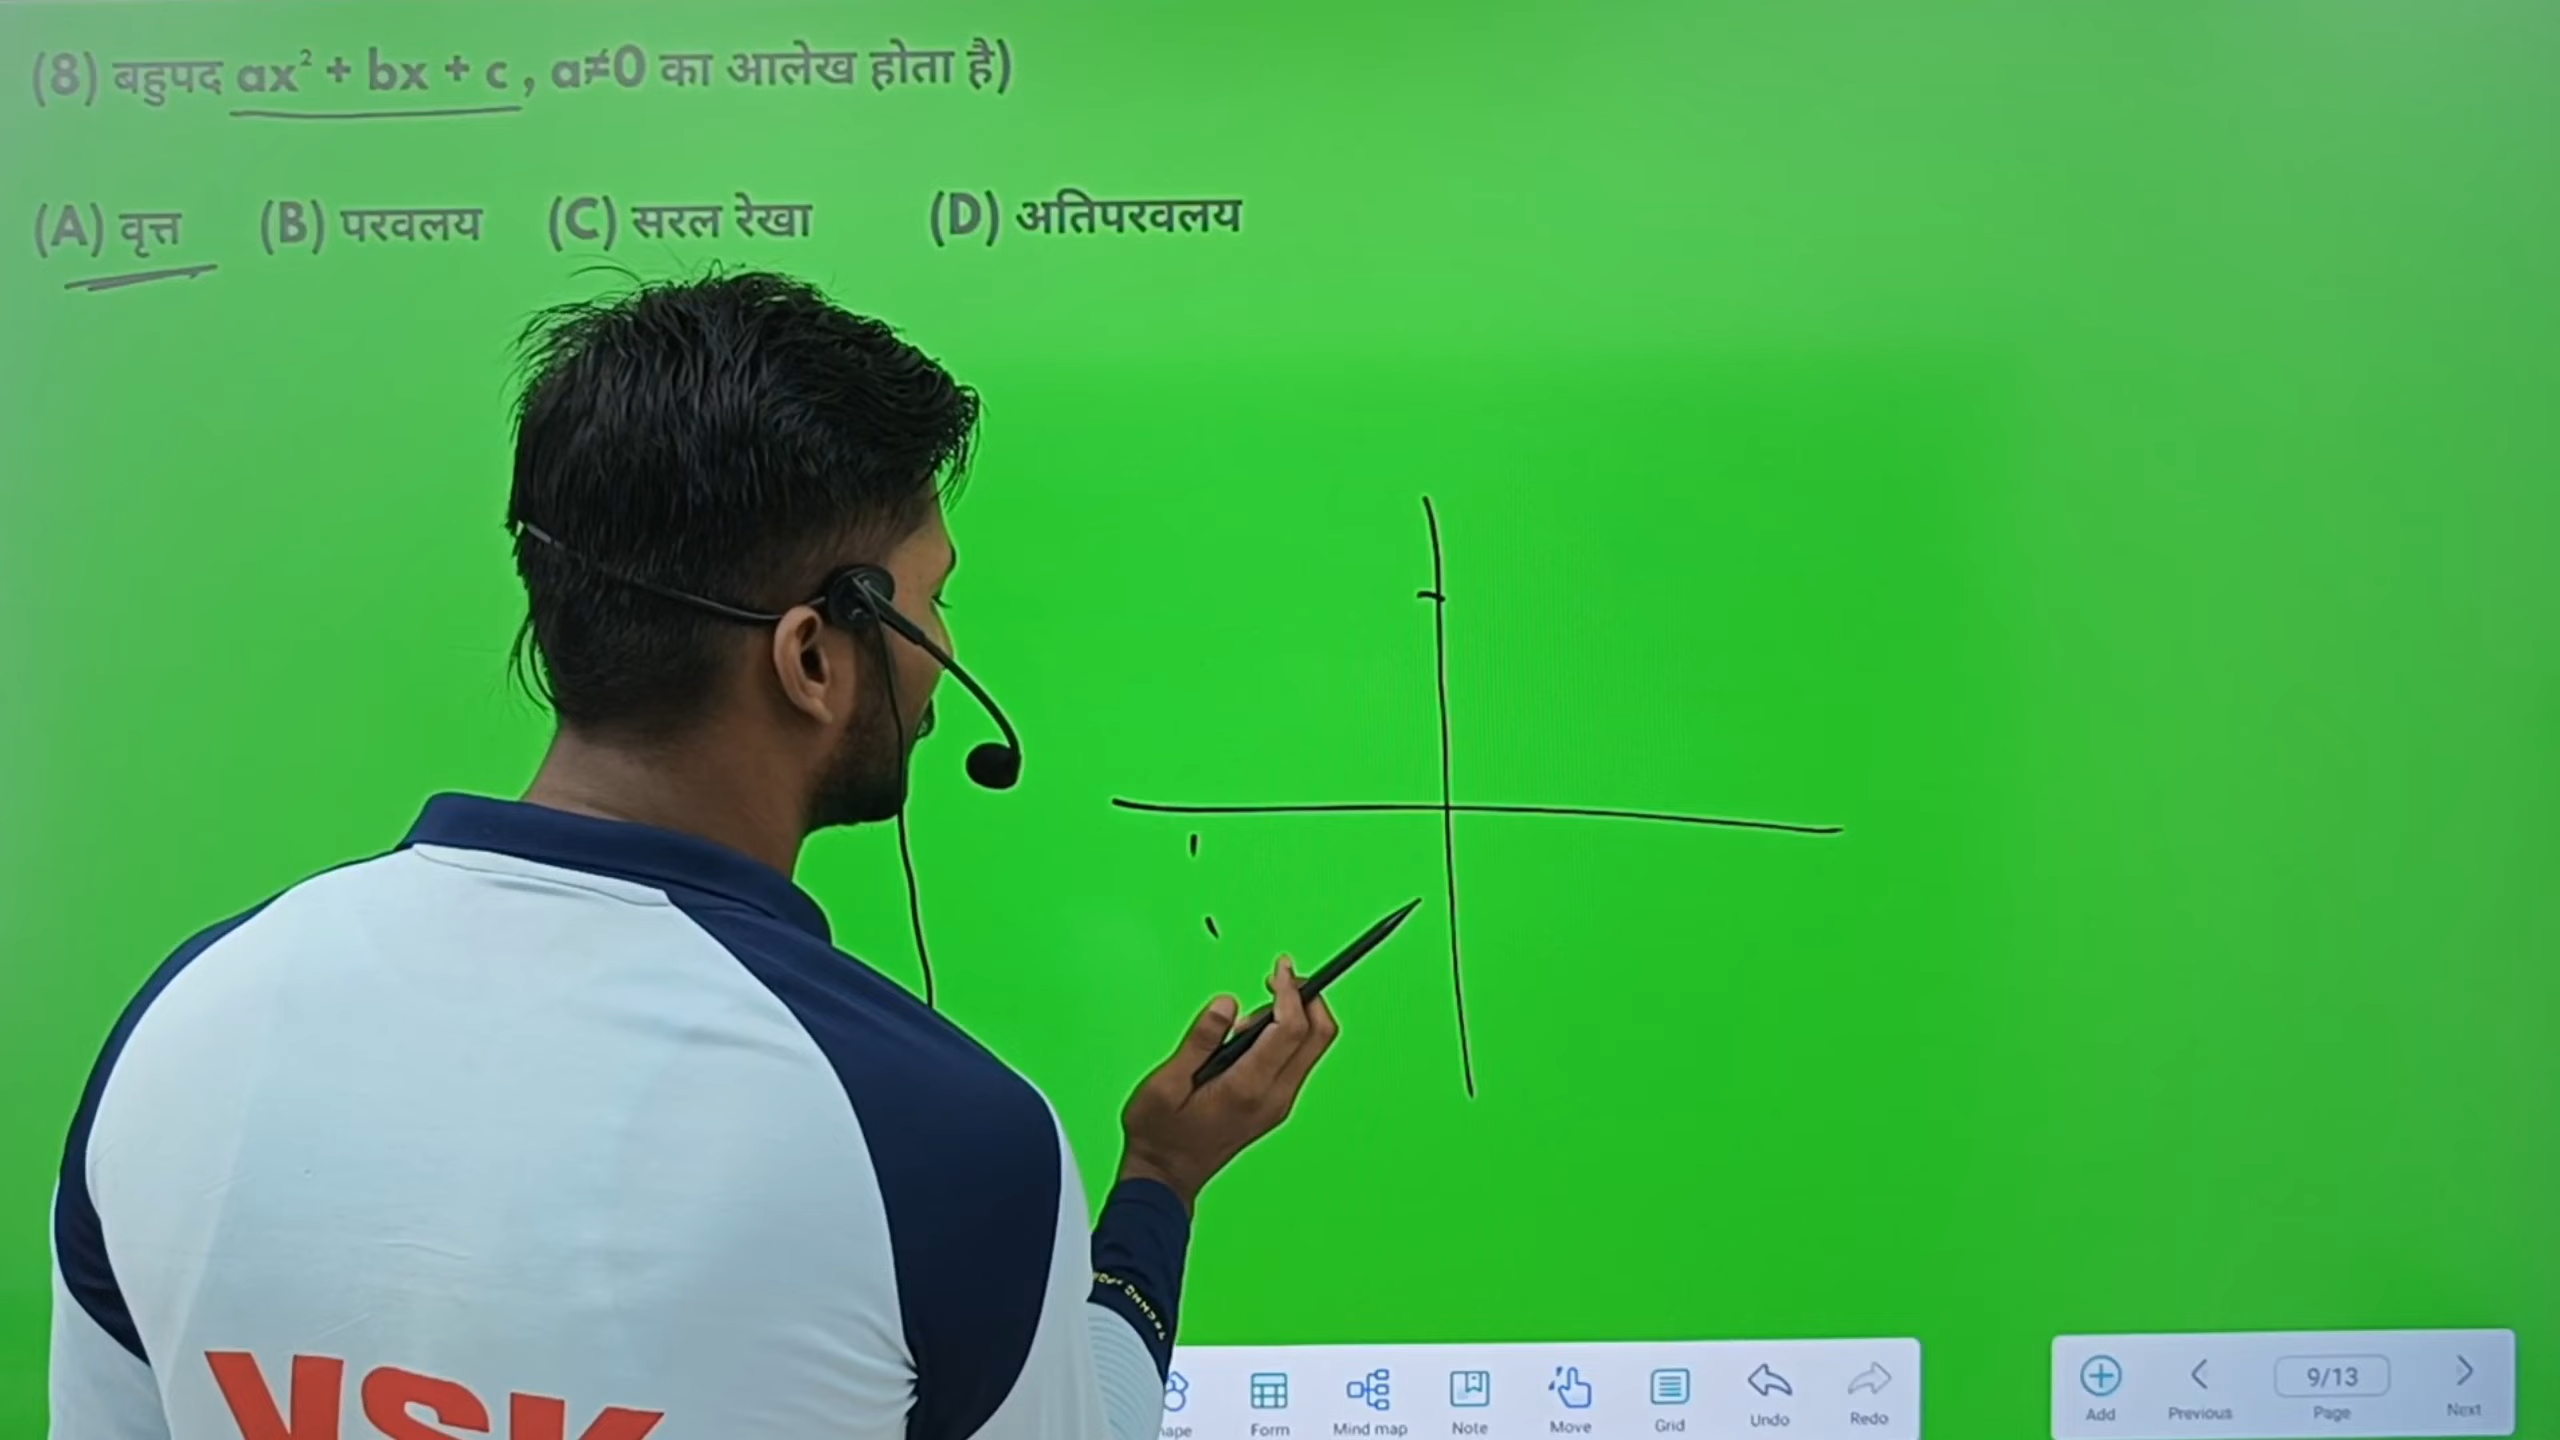 (8) बहुपद ax² + bx + c, a≠0 का आलेख होता है)
(A) वृत्त (B) परवलय (C) सरल रेखा (D) अतिपरवलय
VSK
Form Mind map Note Move Grid Undo Redo
Add Previous 9/13 Page Next